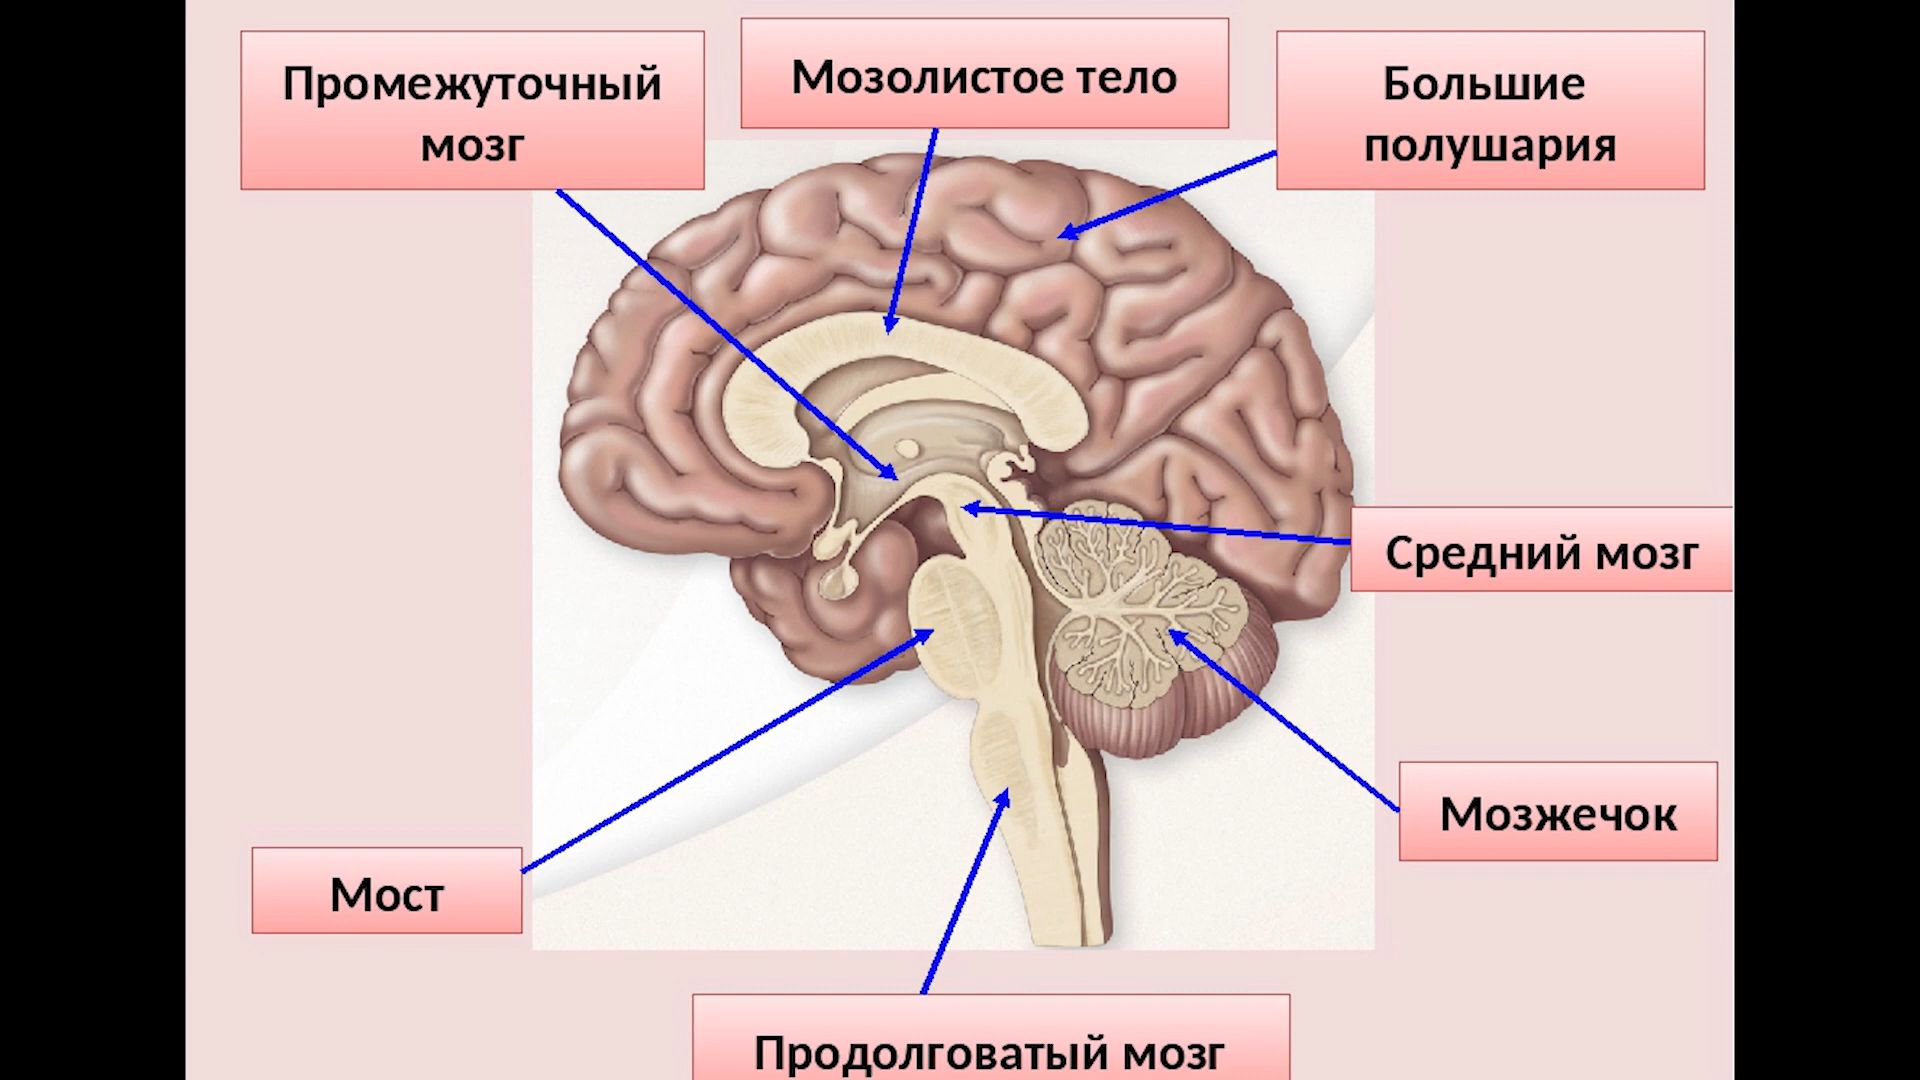 Промежуточный
мозг
Мозолистое тело
Большие
полушария
Средний мозг
Мозжечок
Мост
Продолговатый мозг